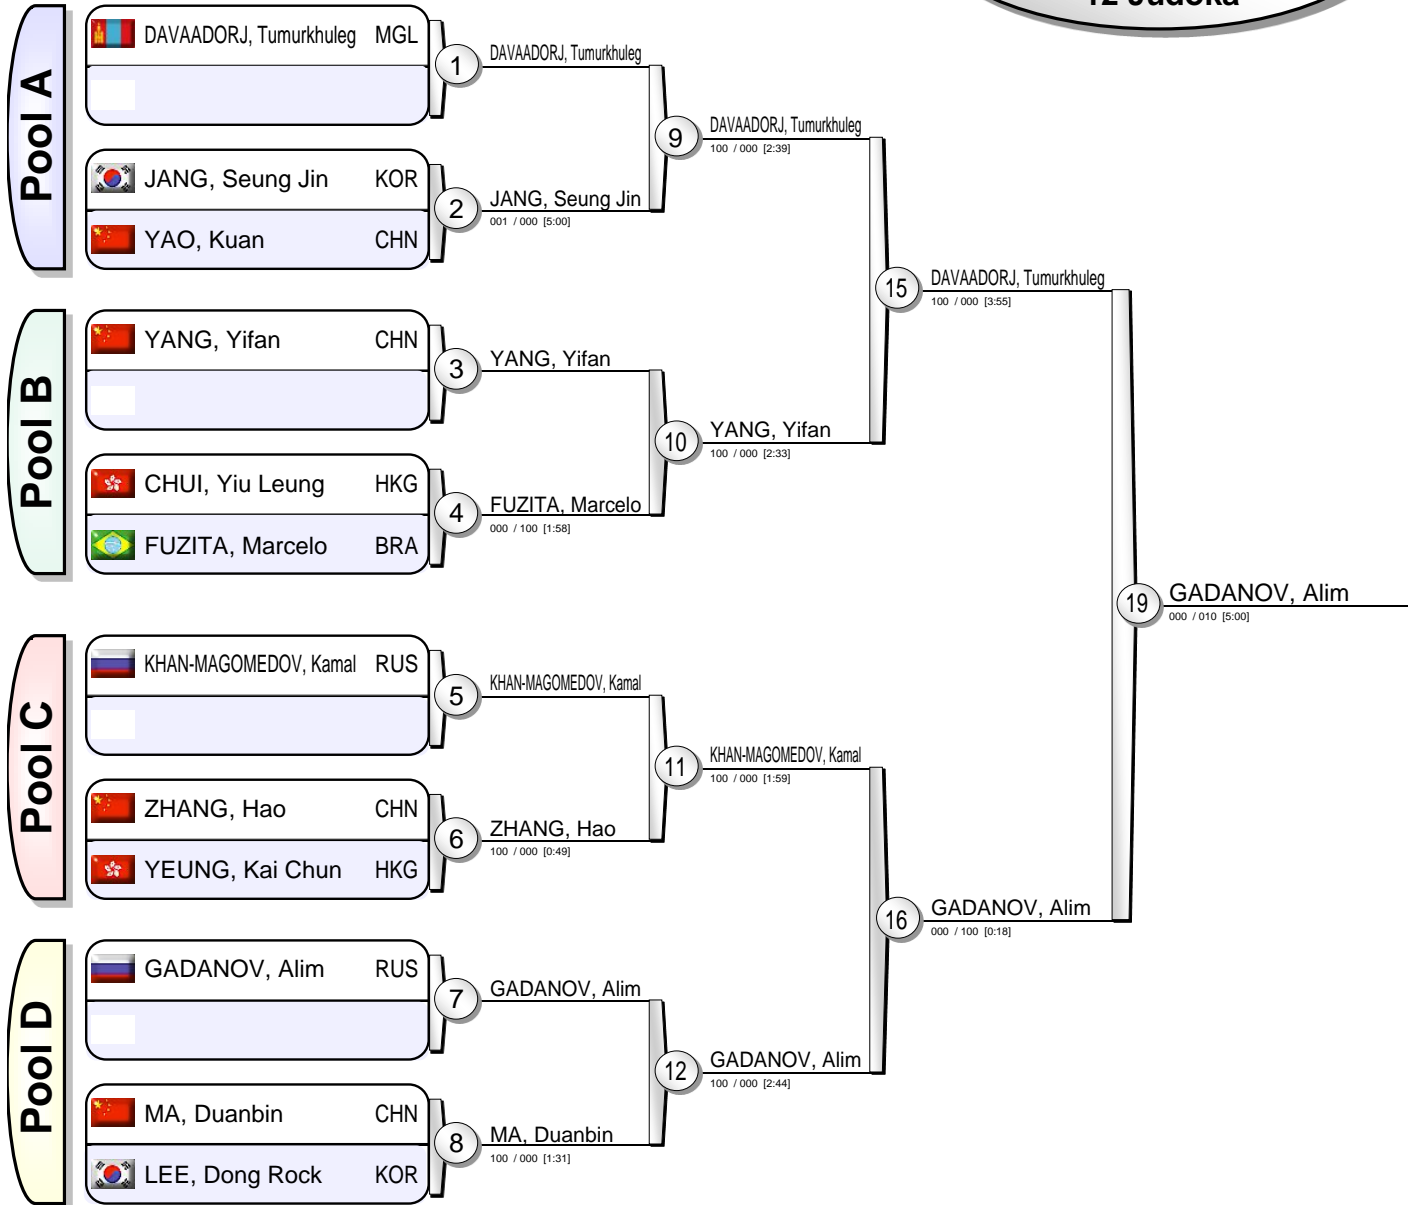 12 Judoka
Pool A
DAVAADORJ, Tumurkhuleg MGL
1
DAVAADORJ, Tumurkhuleg
JANG, Seung Jin KOR
YAO, Kuan CHN
2
JANG, Seung Jin
001 / 000 [5:00]
9
DAVAADORJ, Tumurkhuleg
100 / 000 [2:39]
Pool B
YANG, Yifan CHN
3
YANG, Yifan
CHUI, Yiu Leung HKG
FUZITA, Marcelo BRA
4
FUZITA, Marcelo
000 / 100 [1:58]
10
YANG, Yifan
100 / 000 [2:33]
15
DAVAADORJ, Tumurkhuleg
100 / 000 [3:55]
Pool C
KHAN-MAGOMEDOV, Kamal RUS
5
KHAN-MAGOMEDOV, Kamal
ZHANG, Hao CHN
YEUNG, Kai Chun HKG
6
ZHANG, Hao
100 / 000 [0:49]
11
KHAN-MAGOMEDOV, Kamal
100 / 000 [1:59]
Pool D
GADANOV, Alim RUS
7
GADANOV, Alim
MA, Duanbin CHN
LEE, Dong Rock KOR
8
MA, Duanbin
100 / 000 [1:31]
12
GADANOV, Alim
100 / 000 [2:44]
16
GADANOV, Alim
000 / 100 [0:18]
19
GADANOV, Alim
000 / 010 [5:00]